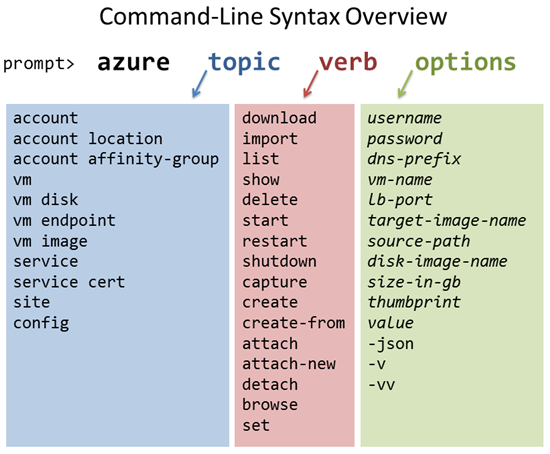 Command-Line Syntax Overview
prompt> azure topic verb options
account
account location
account affinity-group
vm
vm disk
vm endpoint
vm image
service
service cert
site
config
download
import
list
show
delete
start
restart
shutdown
capture
create
create-from
attach
attach-new
detach
browse
set
username
password
dns-prefix
vm-name
lb-port
target-image-name
source-path
disk-image-name
size-in-gb
thumbprint
value
-json
-v
-vv